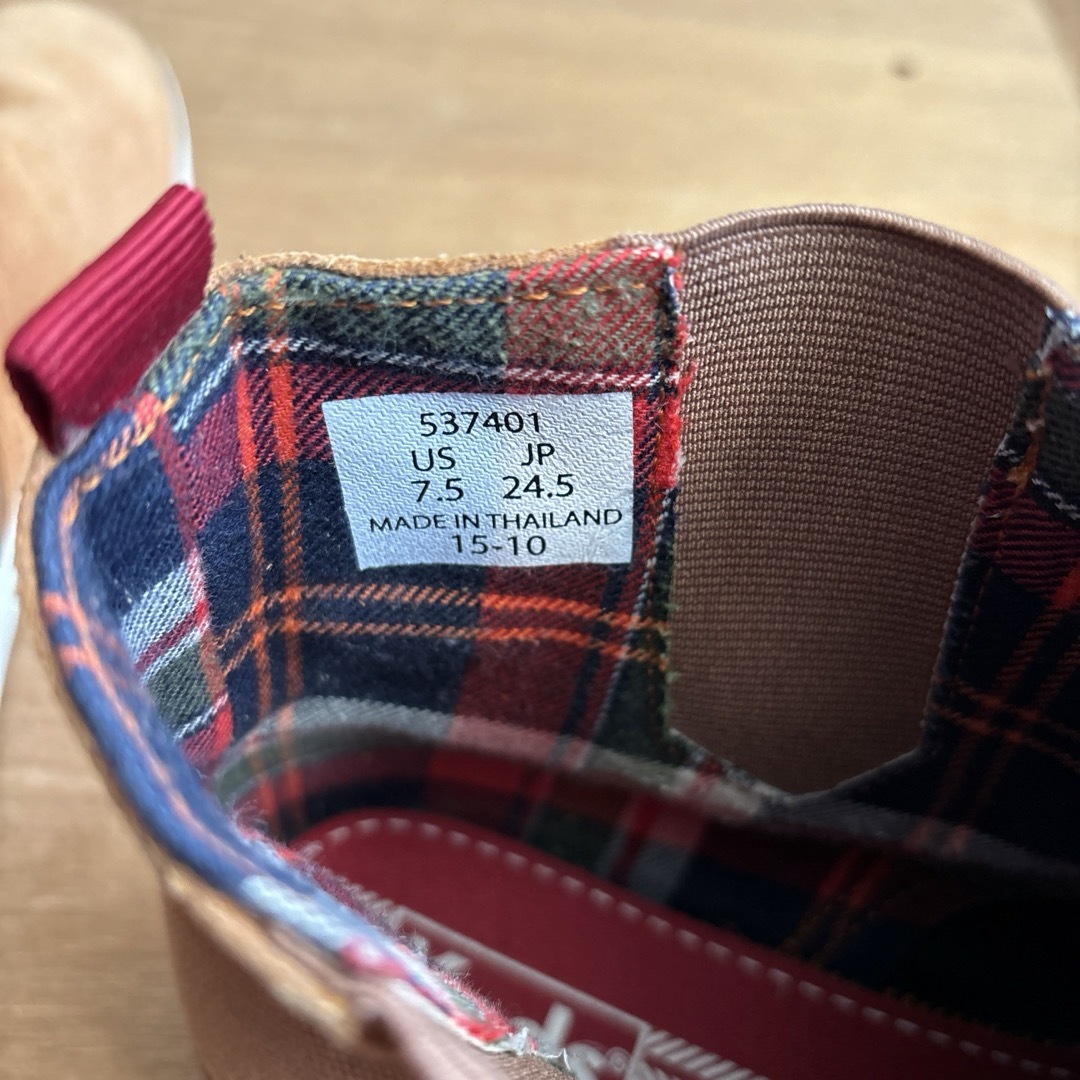 537401
US JP
7.5 24.5
MADE IN THAILAND
15-10